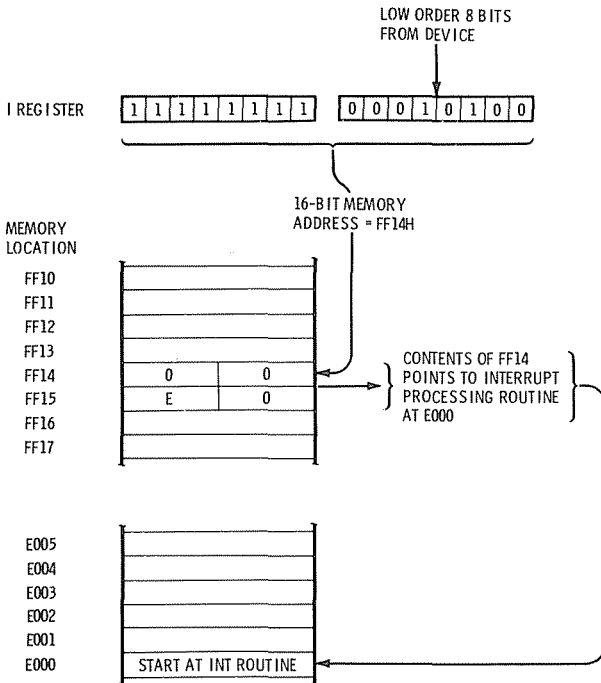 LOW ORDER 8 BITS
FROM DEVICE
I REGISTER 1 1 1 1 1 1 1 1 0 0 0 1 0 1 0 0
16-BIT MEMORY
ADDRESS = FF14H
MEMORY
LOCATION
FF10
FF11
FF12
FF13
FF14 0 0
FF15 E 0
FF16
FF17
CONTENTS OF FF14
POINTS TO INTERRUPT
PROCESSING ROUTINE
AT E000
E005
E004
E003
E002
E001
E000 START AT INT ROUTINE